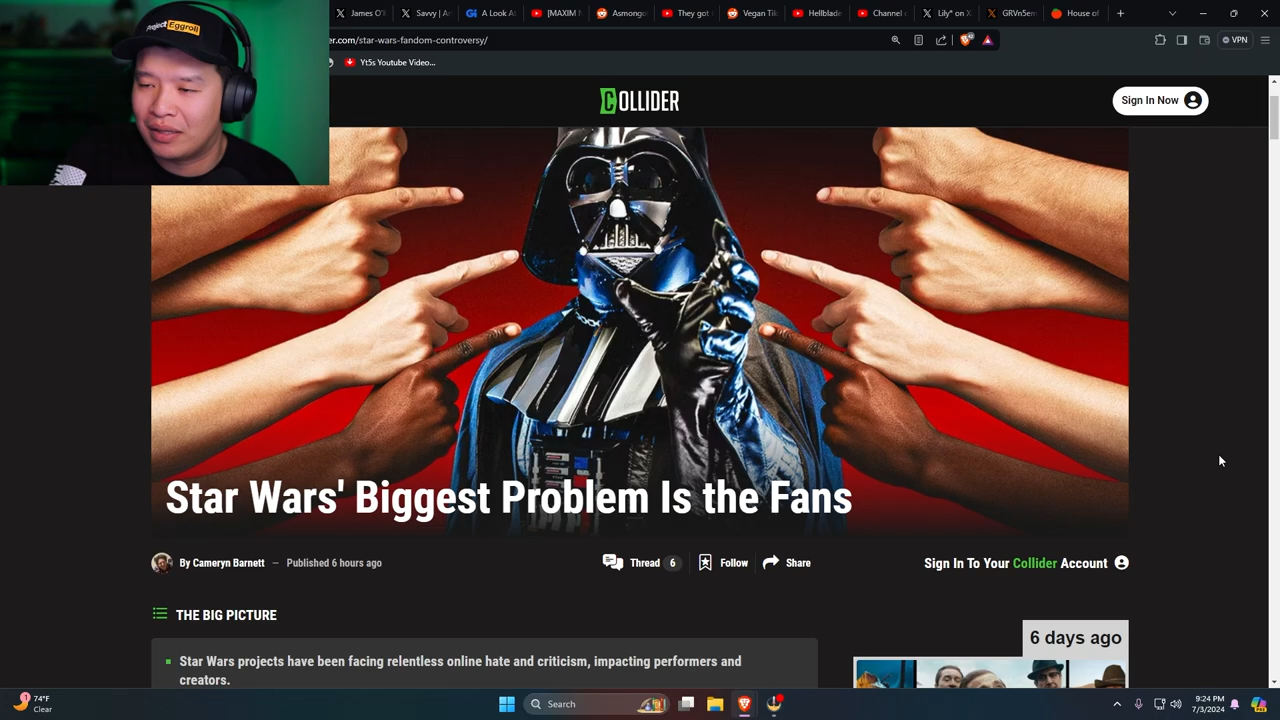 James O'
Savvy | A
A Look A
[MAXIM
Asmong
They got
Vegan Tik
Hellblade
Channel
Lily* on X
GRVn5em
House of
er.com/star-wars-fandom-controversy/
VPN
Yt5s Youtube Video...
Project Eggroll
COLLIDER
Sign In Now
Star Wars' Biggest Problem Is the Fans
By Cameryn Barnett — Published 6 hours ago
Thread 6
Follow
Share
Sign In To Your Collider Account
THE BIG PICTURE
6 days ago
Star Wars projects have been facing relentless online hate and criticism, impacting performers and
creators.
74°F
Clear
Search
9:24 PM
7/3/2024